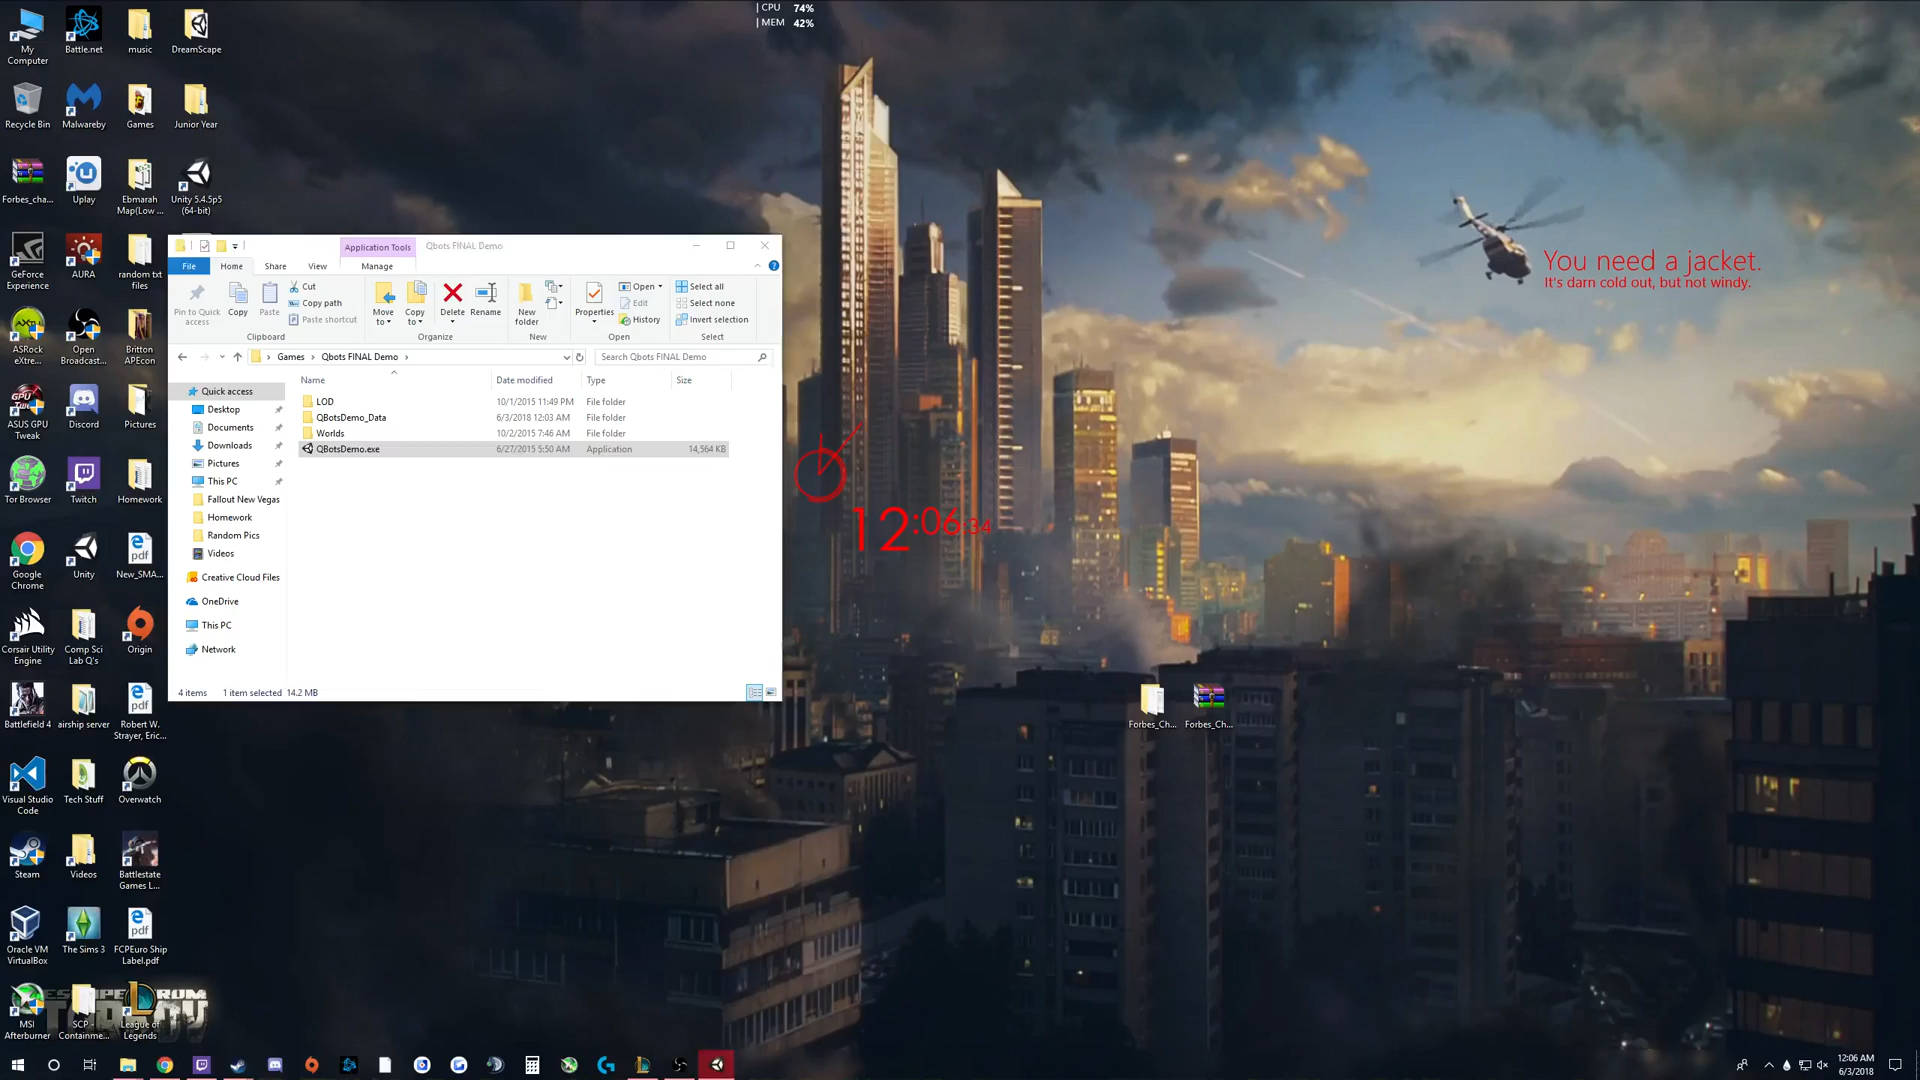 | CPU 74%
| MEM 42%
My Computer
Battle.net
music
DreamScape
Recycle Bin
Malwareby
Games
Junior Year
Forbes_cha...
Uplay
Ebmarah Map(Low ...
Unity 5.4.5p5 (64-bit)
GeForce Experience
AURA
random txt files
ASRock eXtre...
Open Broadcast...
Britton APEcon
ASUS GPU Tweak
Discord
Pictures
Tor Browser
Twitch
Homework
Google Chrome
Unity
New_SMA...
Corsair Utility Engine
Comp Sci Lab Q's
Origin
Battlefield 4
airship server
Robert W. Strayer, Eric...
Visual Studio Code
Tech Stuff
Overwatch
Steam
Videos
Battlestate Games L...
Oracle VM VirtualBox
The Sims 3
FCPEuro Ship Label.pdf
MSI Afterburner
SCP - Containme...
League of Legends
Application Tools
Qbots FINAL Demo
File
Home
Share
View
Manage
Pin to Quick access
Copy
Paste
Cut
Copy path
Paste shortcut
Move to
Copy to
Delete
Rename
New folder
Properties
Open
Edit
History
Select all
Select none
Invert selection
Clipboard
Organize
New
Open
Select
Games > Qbots FINAL Demo >
Search Qbots FINAL Demo
Name
Date modified
Type
Size
LOD 10/1/2015 11:49 PM File folder
QBotsDemo_Data 6/3/2018 12:03 AM File folder
Worlds 10/2/2015 7:46 AM File folder
QBotsDemo.exe 6/27/2015 5:50 AM Application 14,564 KB
Quick access
Desktop
Documents
Downloads
Pictures
This PC
Fallout New Vegas
Homework
Random Pics
Videos
Creative Cloud Files
OneDrive
This PC
Network
4 items 1 item selected 14.2 MB
You need a jacket.
It's darn cold out, but not windy.
12:06:34
Forbes_Ch...
Forbes_Ch...
12:06 AM
6/3/2018